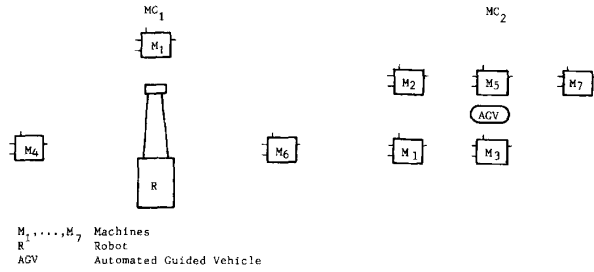 MC1 MC2
M1
M2 M5 M7
AGV
M4 M6 M1 M3
R
M1,...,M7 Machines
R Robot
AGV Automated Guided Vehicle